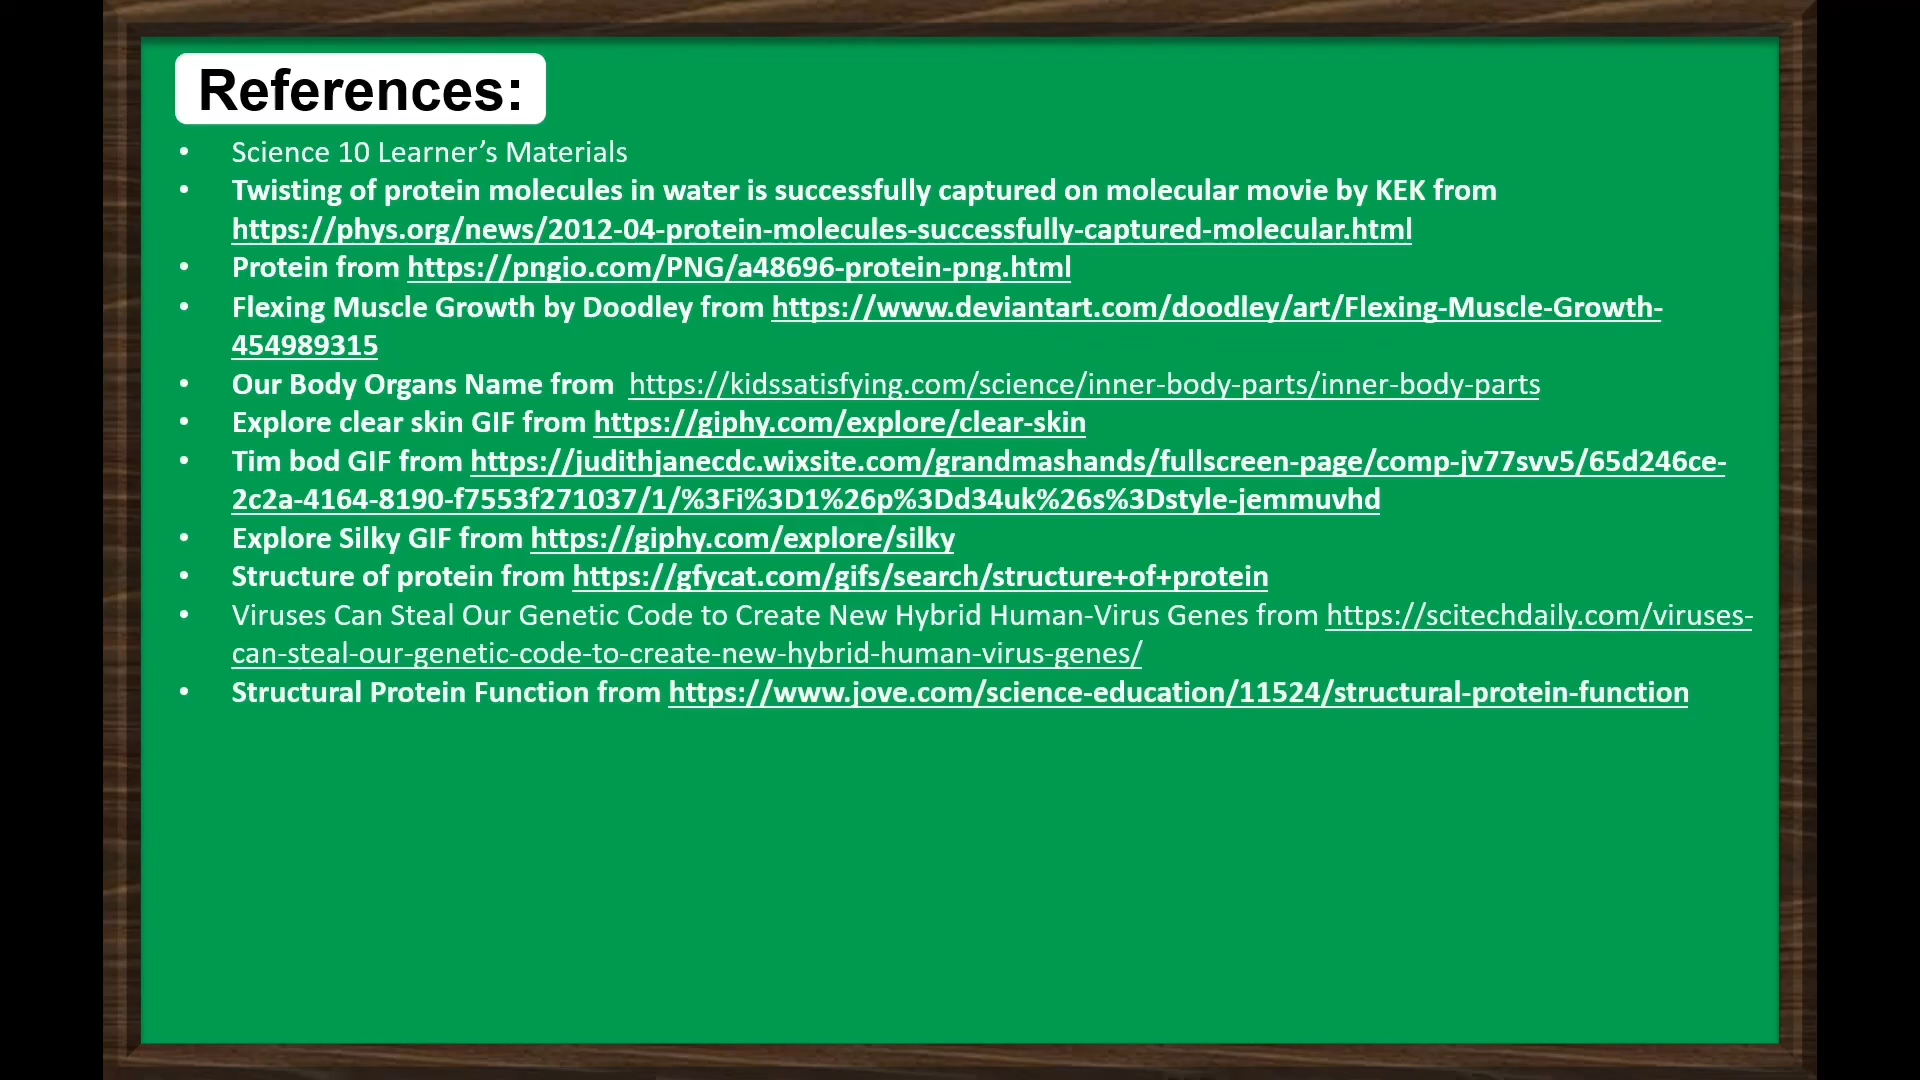 References:
• Science 10 Learner’s Materials
• Twisting of protein molecules in water is successfully captured on molecular movie by KEK from
https://phys.org/news/2012-04-protein-molecules-successfully-captured-molecular.html
• Protein from https://pngio.com/PNG/a48696-protein-png.html
• Flexing Muscle Growth by Doodley from https://www.deviantart.com/doodley/art/Flexing-Muscle-Growth-
454989315
• Our Body Organs Name from https://kidssatisfying.com/science/inner-body-parts/inner-body-parts
• Explore clear skin GIF from https://giphy.com/explore/clear-skin
• Tim bod GIF from https://judithjanecdc.wixsite.com/grandmashands/fullscreen-page/comp-jv77svv5/65d246ce-
2c2a-4164-8190-f7553f271037/1/%3Fi%3D1%26p%3Dd34uk%26s%3Dstyle-jemmuvhd
• Explore Silky GIF from https://giphy.com/explore/silky
• Structure of protein from https://gfycat.com/gifs/search/structure+of+protein
• Viruses Can Steal Our Genetic Code to Create New Hybrid Human-Virus Genes from https://scitechdaily.com/viruses-
can-steal-our-genetic-code-to-create-new-hybrid-human-virus-genes/
• Structural Protein Function from https://www.jove.com/science-education/11524/structural-protein-function